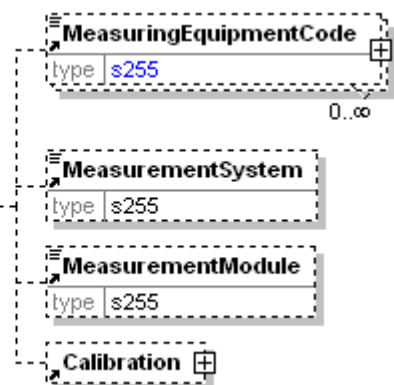 MeasuringEquipmentCode
type s255
0..∞
MeasurementSystem
type s255
MeasurementModule
type s255
Calibration